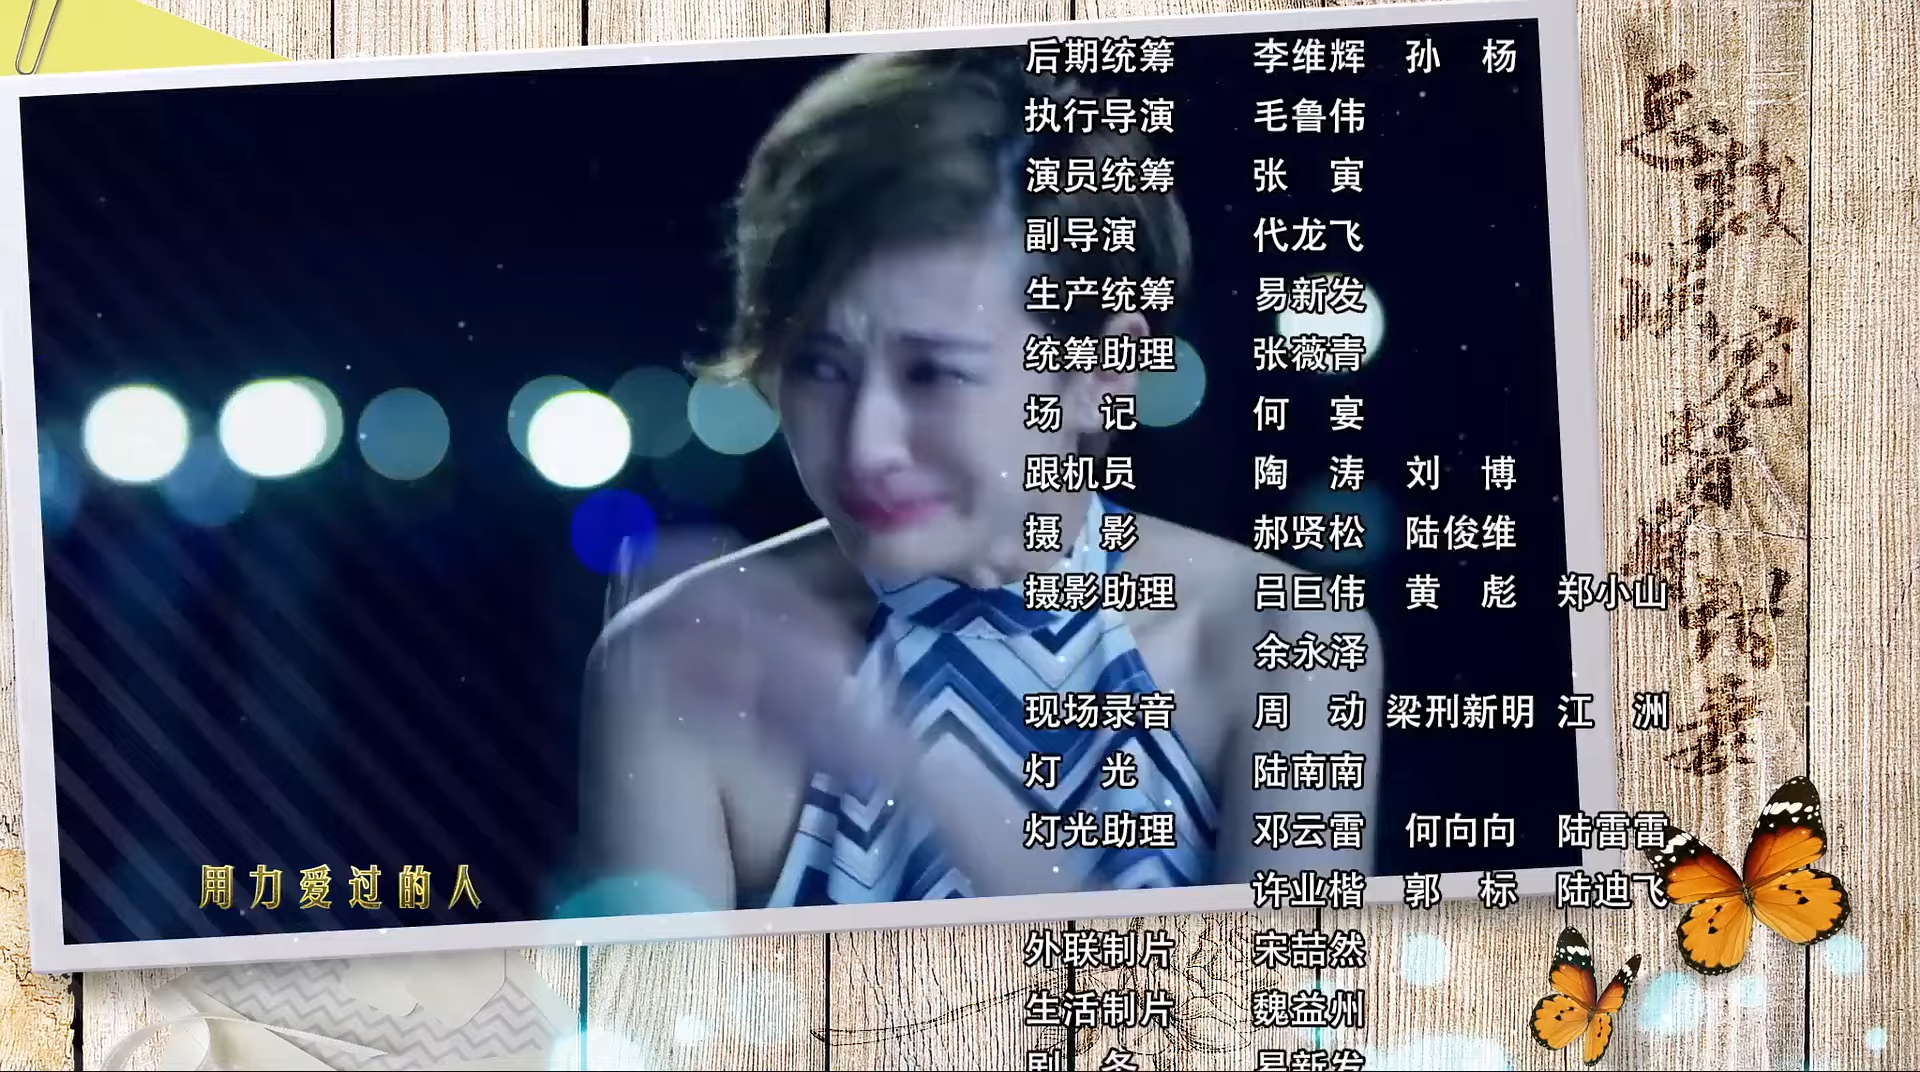 后期统筹 李维辉 孙 杨
执行导演 毛鲁伟
演员统筹 张 寅
副导演 代龙飞
生产统筹 易新发
统筹助理 张薇青
场 记 何 宴
跟机员 陶 涛 刘 博
摄 影 郝贤松 陆俊维
摄影助理 吕巨伟 黄 彪 郑小山
余永泽
现场录音 周 动 梁刑新明 江 洲
灯 光 陆南南
灯光助理 邓云雷 何向向 陆雷雷
许业楷 郭 标 陆迪飞
外联制片 宋喆然
生活制片 魏益州
易新发
用力爱过的人